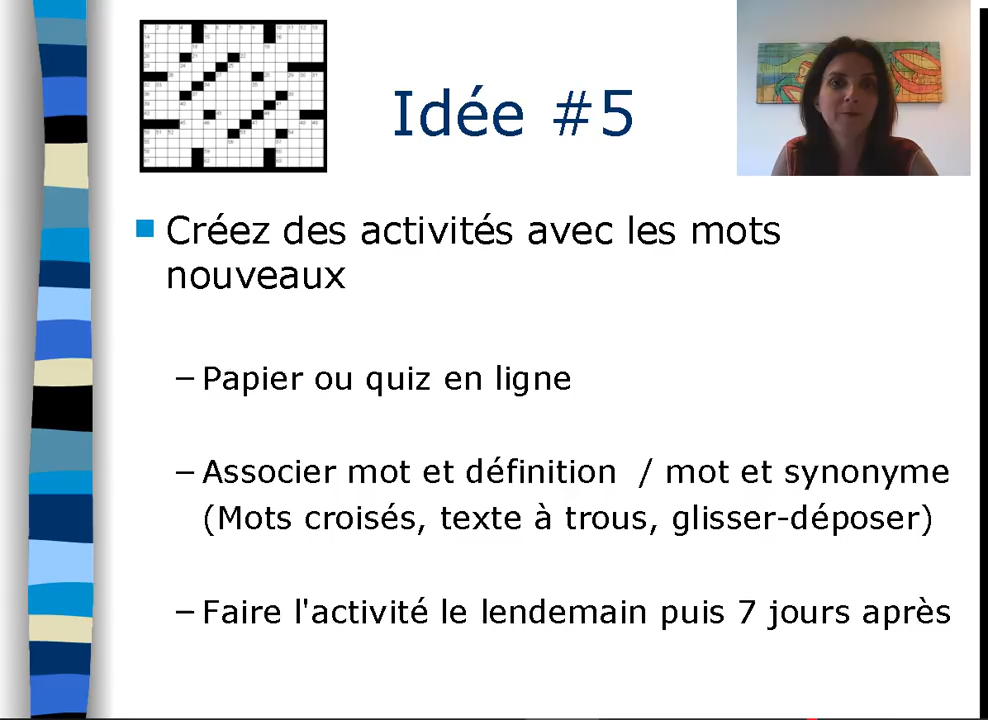 Idée #5
Créez des activités avec les mots
nouveaux
– Papier ou quiz en ligne
– Associer mot et définition / mot et synonyme
(Mots croisés, texte à trous, glisser-déposer)
– Faire l'activité le lendemain puis 7 jours après